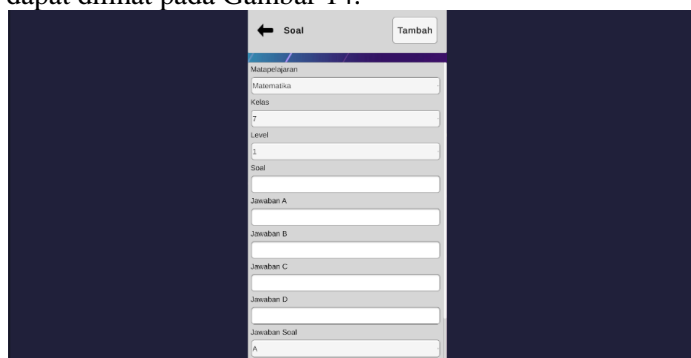 dapat dilihat pada Gambar 14.
Soal
Tambah
Matapelajaran
Matematika
Kelas
7
Level
1
Soal
Jawaban A
Jawaban B
Jawaban C
Jawaban D
Jawaban Soal
A